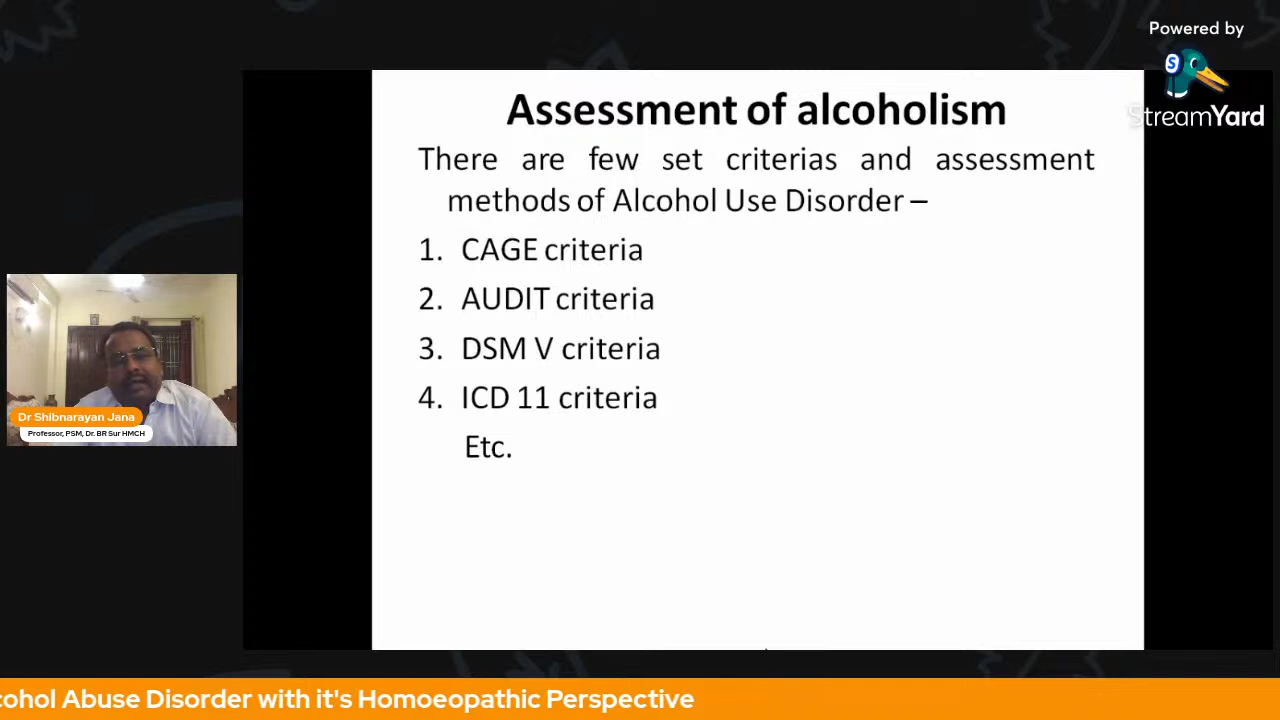 Powered by
StreamYard
Assessment of alcoholism
There are few set criterias and assessment
methods of Alcohol Use Disorder –
1. CAGE criteria
2. AUDIT criteria
3. DSM V criteria
4. ICD 11 criteria
Etc.
Dr Shibnarayan Jana
Professor, PSM, Dr. BR Sur HMCH
cohol Abuse Disorder with it's Homoeopathic Perspective